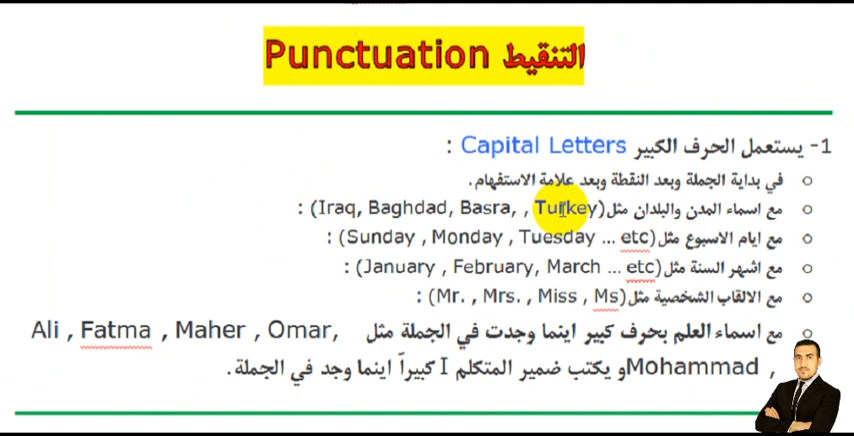 التنقيط Punctuation
1- يستعمل الحرف الكبير Capital Letters :
o في بداية الجملة وبعد النقطة وبعد علامة الاستفهام.
o مع اسماء المدن والبلدان مثل(Iraq, Baghdad, Basra, , Turkey) :
o مع ايام الاسبوع مثل(Sunday , Monday , Tuesday ... etc) :
o مع اشهر السنة مثل(January , February, March ... etc) :
o مع الالقاب الشخصية مثل(Mr. , Mrs. , Miss , Ms) :
o مع اسماء العلم بحرف كبير اينما وجدت في الجملة مثل Ali , Fatma , Maher , Omar,
, Mohammadو يكتب ضمير المتكلم I كبيراً اينما وجد في الجملة.